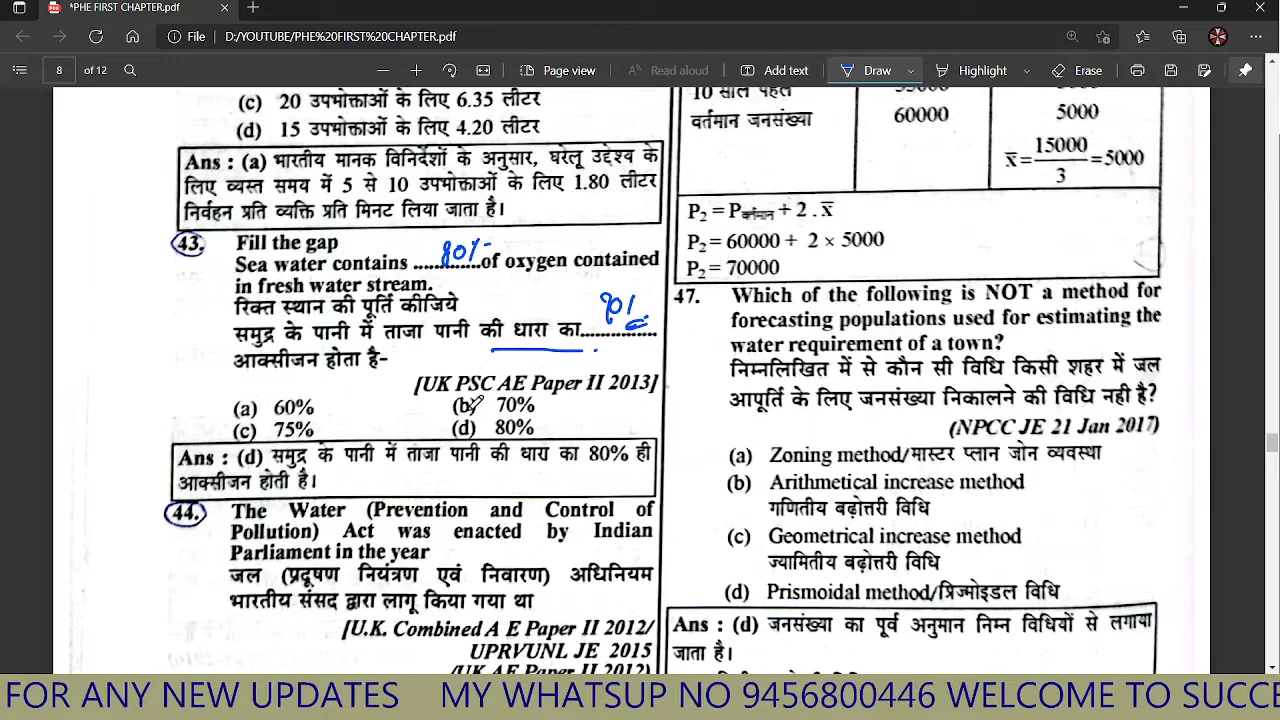 *PHE FIRST CHAPTER.pdf
File D:/PHE%20FIRST%20CHAPTER.pdf
8 of 12 Page view Read aloud Add text Draw Highlight Erase
(c) 20 उपभोक्ताओं के लिए 6.35 लीटर
(d) 15 उपभोक्ताओं के लिए 4.20 लीटर
Ans : (a) भारतीय मानक विनिर्देशों के अनुसार, घरेलू उद्देश्य के
लिए व्यस्त समय में 5 से 10 उपभोक्ताओं के लिए 1.80 लीटर
निर्वहन प्रति व्यक्ति प्रति मिनट लिया जाता है।
43. Fill the gap
80%
Sea water contains ..............of oxygen contained
in fresh water stream.
रिक्त स्थान की पूर्ति कीजिये
समुद्र के पानी में ताजा पानी की धारा का................
आक्सीजन होता है-
[UK PSC AE Paper II 2013]
(a) 60% (b) 70%
(c) 75% (d) 80%
Ans : (d) समुद्र के पानी में ताजा पानी की धारा का 80% ही
आक्सीजन होती है।
44. The Water (Prevention and Control of
Pollution) Act was enacted by Indian
Parliament in the year
जल (प्रदूषण नियंत्रण एवं निवारण) अधिनियम
भारतीय संसद द्वारा लागू किया गया था
[U.K. Combined A E Paper II 2012/
UPRVUNL JE 2015
(UK AE Paper II 2012)
10 साल पहले
वर्तमान जनसंख्या 60000 5000
x̅ = 15000/3 = 5000
P₂ = Pवर्तमान + 2 . x̅
P₂ = 60000 + 2 × 5000
P₂ = 70000
47. Which of the following is NOT a method for
forecasting populations used for estimating the
water requirement of a town?
निम्नलिखित में से कौन सी विधि किसी शहर में जल
आपूर्ति के लिए जनसंख्या निकालने की विधि नही है?
(NPCC JE 21 Jan 2017)
(a) Zoning method/मास्टर प्लान जोन व्यवस्था
(b) Arithmetical increase method
गणितीय बढ़ोत्तरी विधि
(c) Geometrical increase method
ज्यामितीय बढ़ोत्तरी विधि
(d) Prismoidal method/प्रिज्मोइडल विधि
Ans : (d) जनसंख्या का पूर्व अनुमान निम्न विधियों से लगाया
जाता है।
FOR ANY NEW UPDATES MY WHATSUP NO 9456800446 WELCOME TO SUCCE